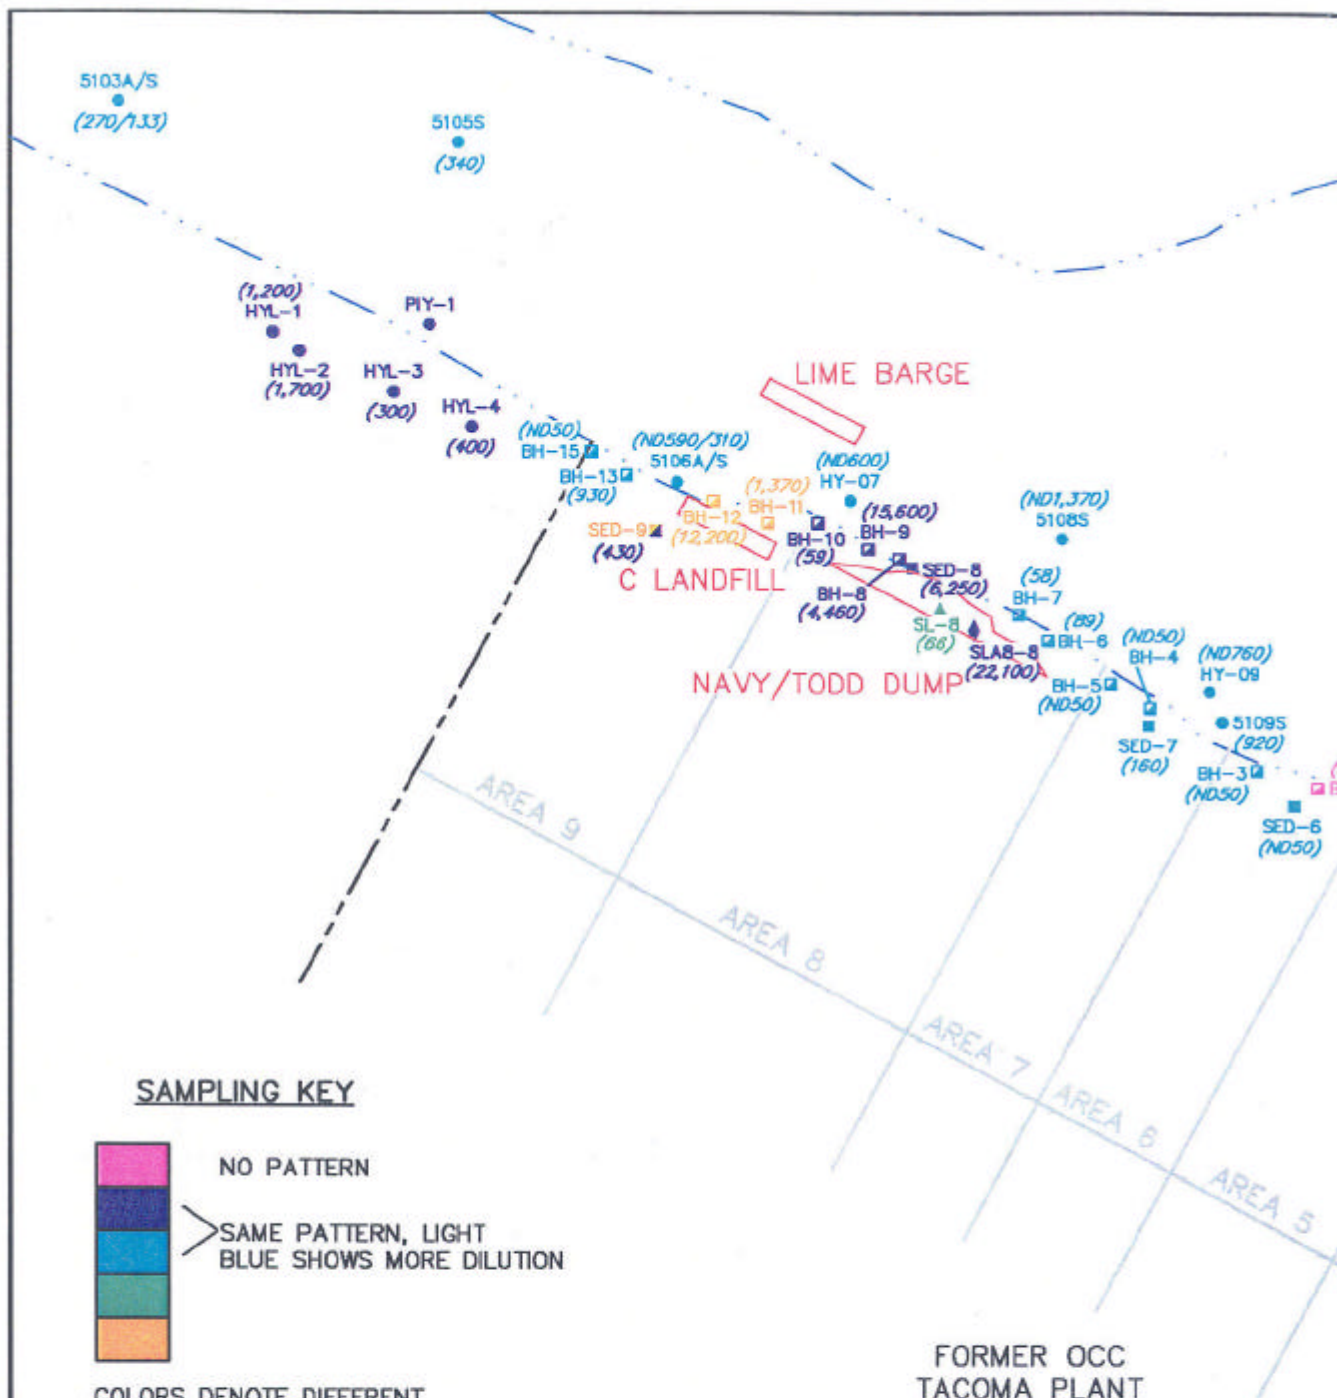 5103A/S
(270/133)
5105S
(340)
(1,200)
HYL-1
PIY-1
HYL-2
(1,700)
HYL-3
(300)
HYL-4
(400)
LIME BARGE
(ND50)
BH-15
BH-13
(930)
(ND590/310)
5106A/S
(1,370)
BH-11
(ND600)
HY-07
BH-12
(12,200)
SED-9
(430)
C LANDFILL
BH-10
(59)
(15,600)
BH-9
BH-8
(4,460)
SED-8
(6,250)
(ND1,370)
5108S
(58)
BH-7
SL-8
(66)
SLA8-8
(22,100)
NAVY/TODD DUMP
(89)
BH-6
(ND50)
BH-4
(ND760)
HY-09
BH-5
(ND50)
SED-7
(160)
5109S
(920)
BH-3
(ND50)
SED-6
(ND50)
AREA 9
AREA 8
AREA 7
AREA 6
AREA 5
SAMPLING KEY
NO PATTERN
SAME PATTERN, LIGHT
BLUE SHOWS MORE DILUTION
COLORS DENOTE DIFFERENT
FORMER OCC
TACOMA PLANT